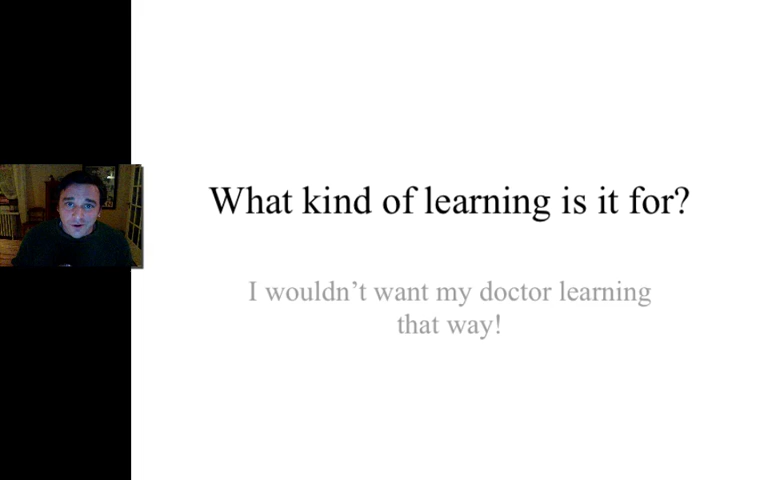 What kind of learning is it for?
I wouldn’t want my doctor learning
that way!